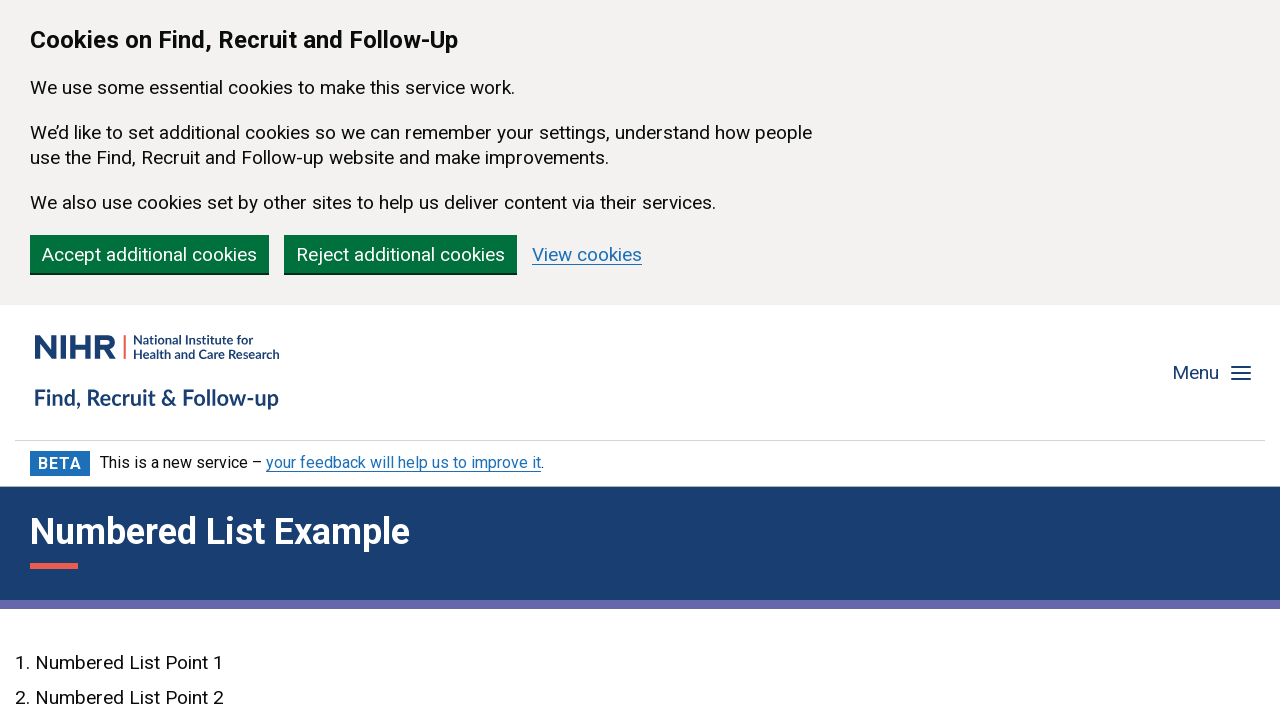 Cookies on Find, Recruit and Follow-Up
We use some essential cookies to make this service work.
We’d like to set additional cookies so we can remember your settings, understand how people
use the Find, Recruit and Follow-up website and make improvements.
We also use cookies set by other sites to help us deliver content via their services.
Accept additional cookies Reject additional cookies View cookies
NIHR National Institute for
Health and Care Research
Find, Recruit & Follow-up
Menu
BETA This is a new service – your feedback will help us to improve it.
Numbered List Example
1. Numbered List Point 1
2. Numbered List Point 2